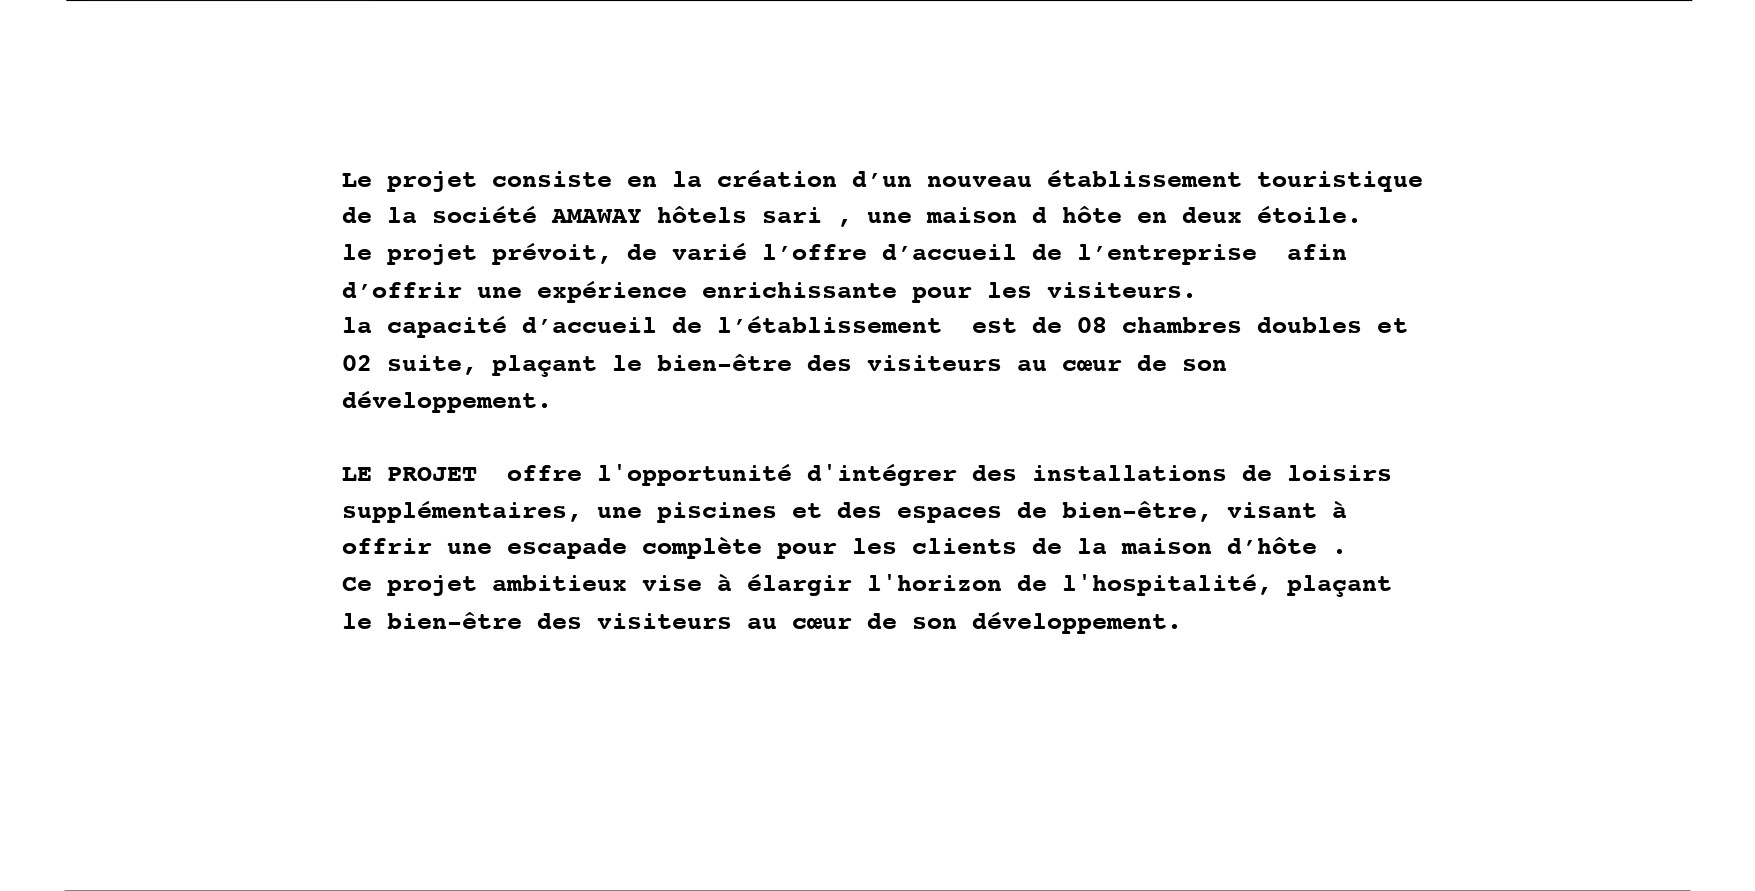 Le projet consiste en la création d’un nouveau établissement touristique
de la société AMAWAY hôtels sari , une maison d hôte en deux étoile.
le projet prévoit, de varié l’offre d’accueil de l’entreprise  afin
d’offrir une expérience enrichissante pour les visiteurs.
la capacité d’accueil de l’établissement  est de 08 chambres doubles et
02 suite, plaçant le bien-être des visiteurs au cœur de son
développement.
LE PROJET  offre l'opportunité d'intégrer des installations de loisirs
supplémentaires, une piscines et des espaces de bien-être, visant à
offrir une escapade complète pour les clients de la maison d’hôte .
Ce projet ambitieux vise à élargir l'horizon de l'hospitalité, plaçant
le bien-être des visiteurs au cœur de son développement.